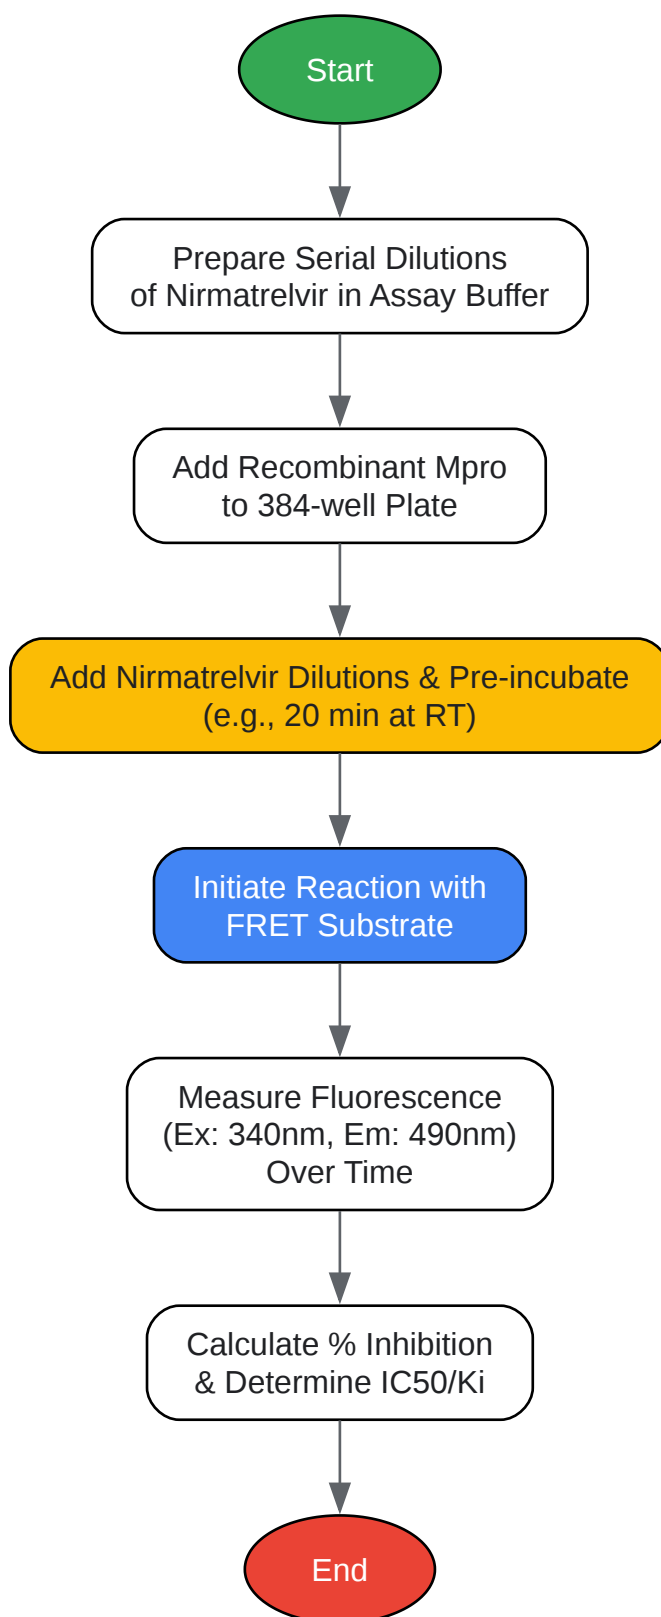 Start
Prepare Serial Dilutions
of Nirmatrelvir in Assay Buffer
Add Recombinant Mpro
to 384-well Plate
Add Nirmatrelvir Dilutions & Pre-incubate
(e.g., 20 min at RT)
Initiate Reaction with
FRET Substrate
Measure Fluorescence
(Ex: 340nm, Em: 490nm)
Over Time
Calculate % Inhibition
& Determine IC50/Ki
End